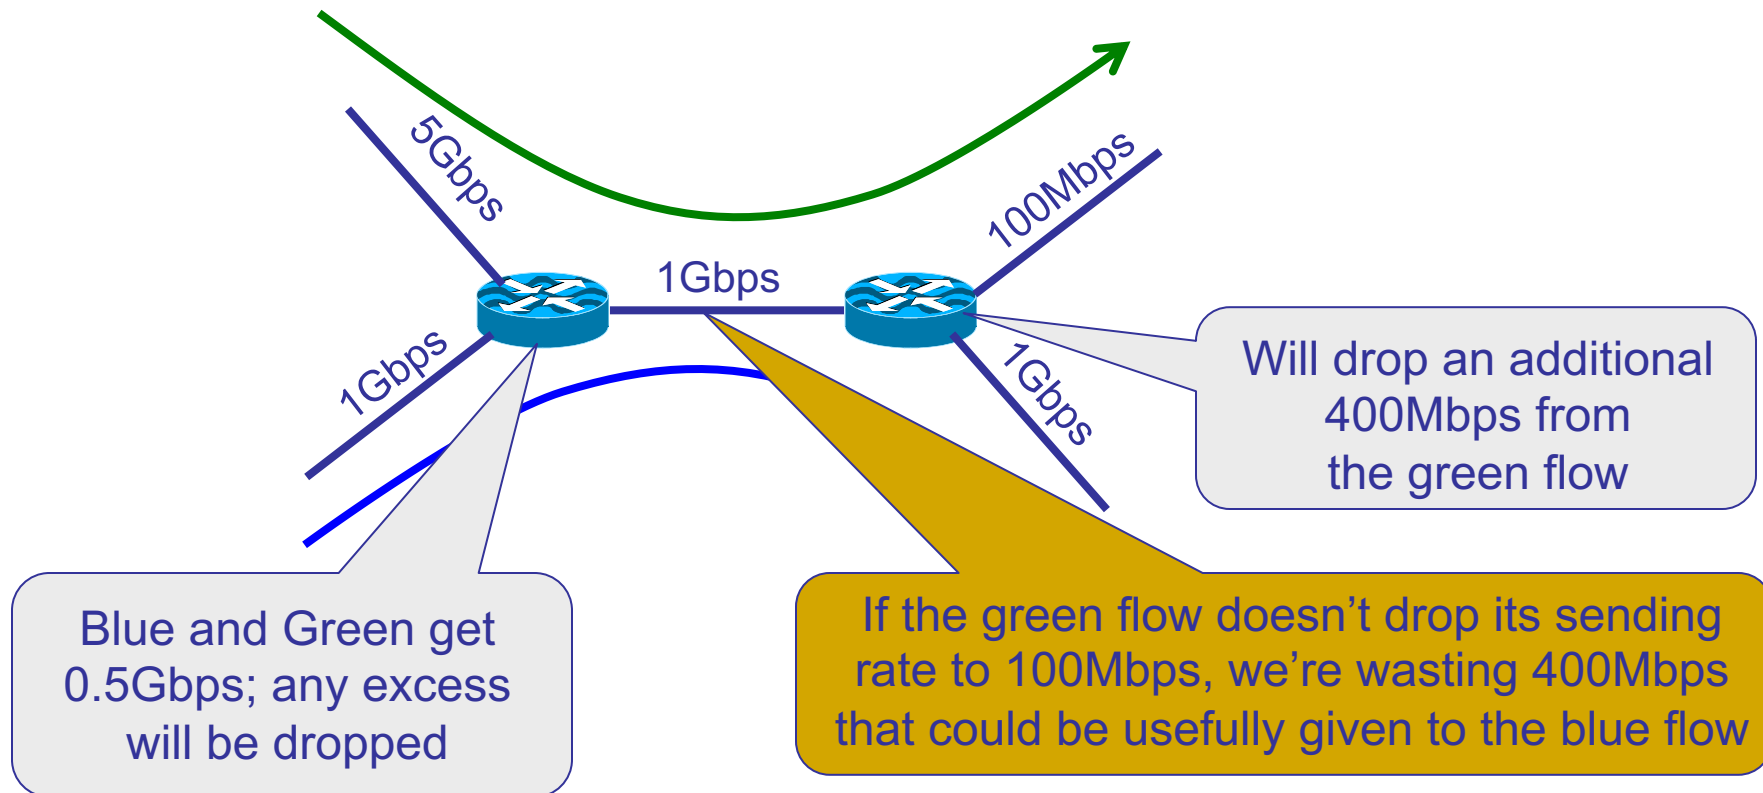 5Gbps
100Mbps
1Gbps
1Gbps
1Gbps
Will drop an additional
400Mbps from
the green flow
Blue and Green get
0.5Gbps; any excess
will be dropped
If the green flow doesn’t drop its sending
rate to 100Mbps, we’re wasting 400Mbps
that could be usefully given to the blue flow